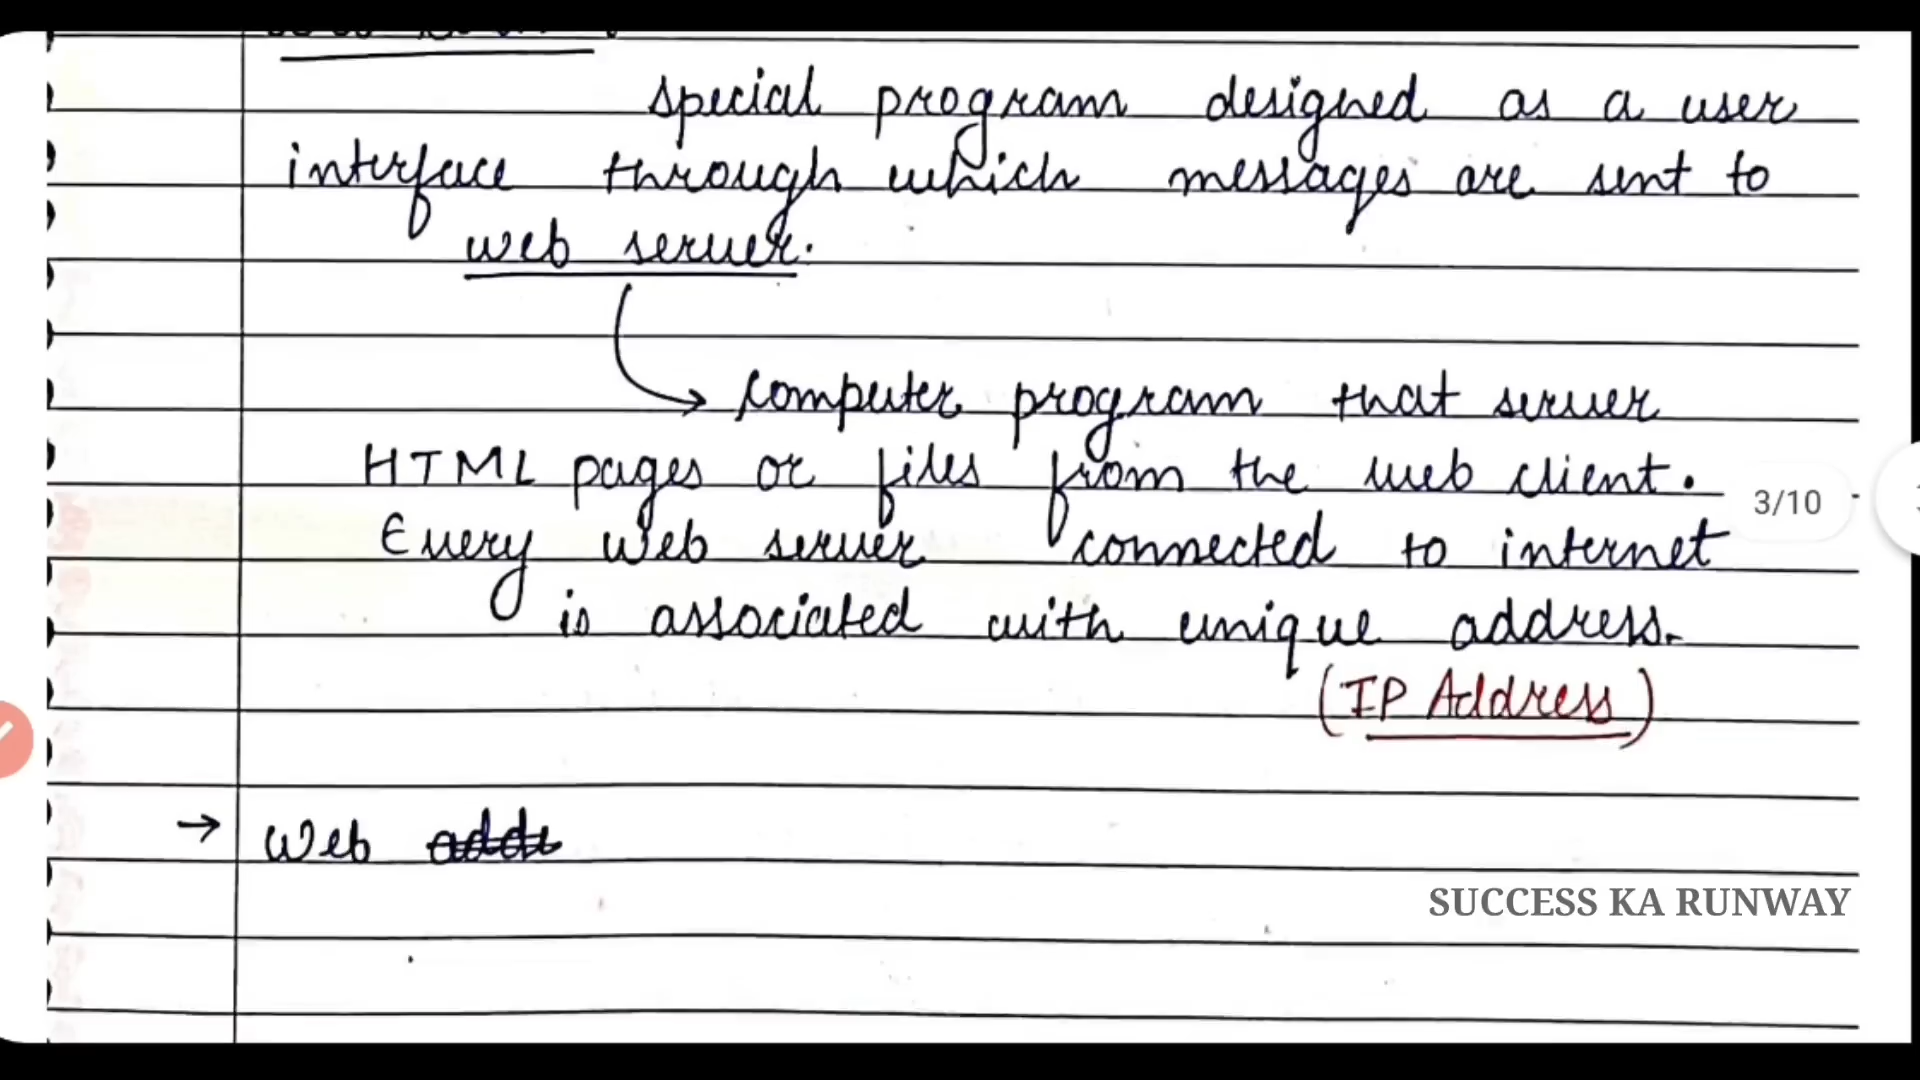 special program designed as a user
interface through which messages are sent to
web server.
computer program that server
HTML pages or files from the web client.
3/10
Every web server connected to internet
is associated with unique address.
(IP Address)
→ Web
SUCCESS KA RUNWAY